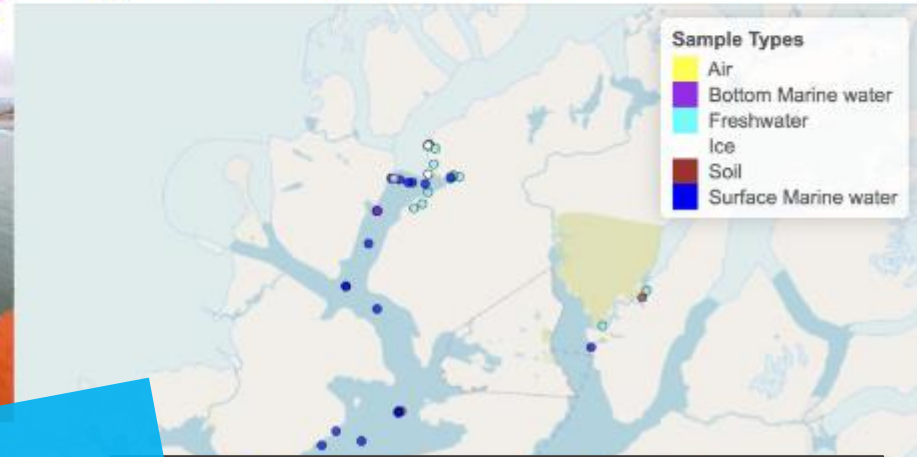 Sample Types
Air
Bottom Marine water
Freshwater
Ice
Soil
Surface Marine water